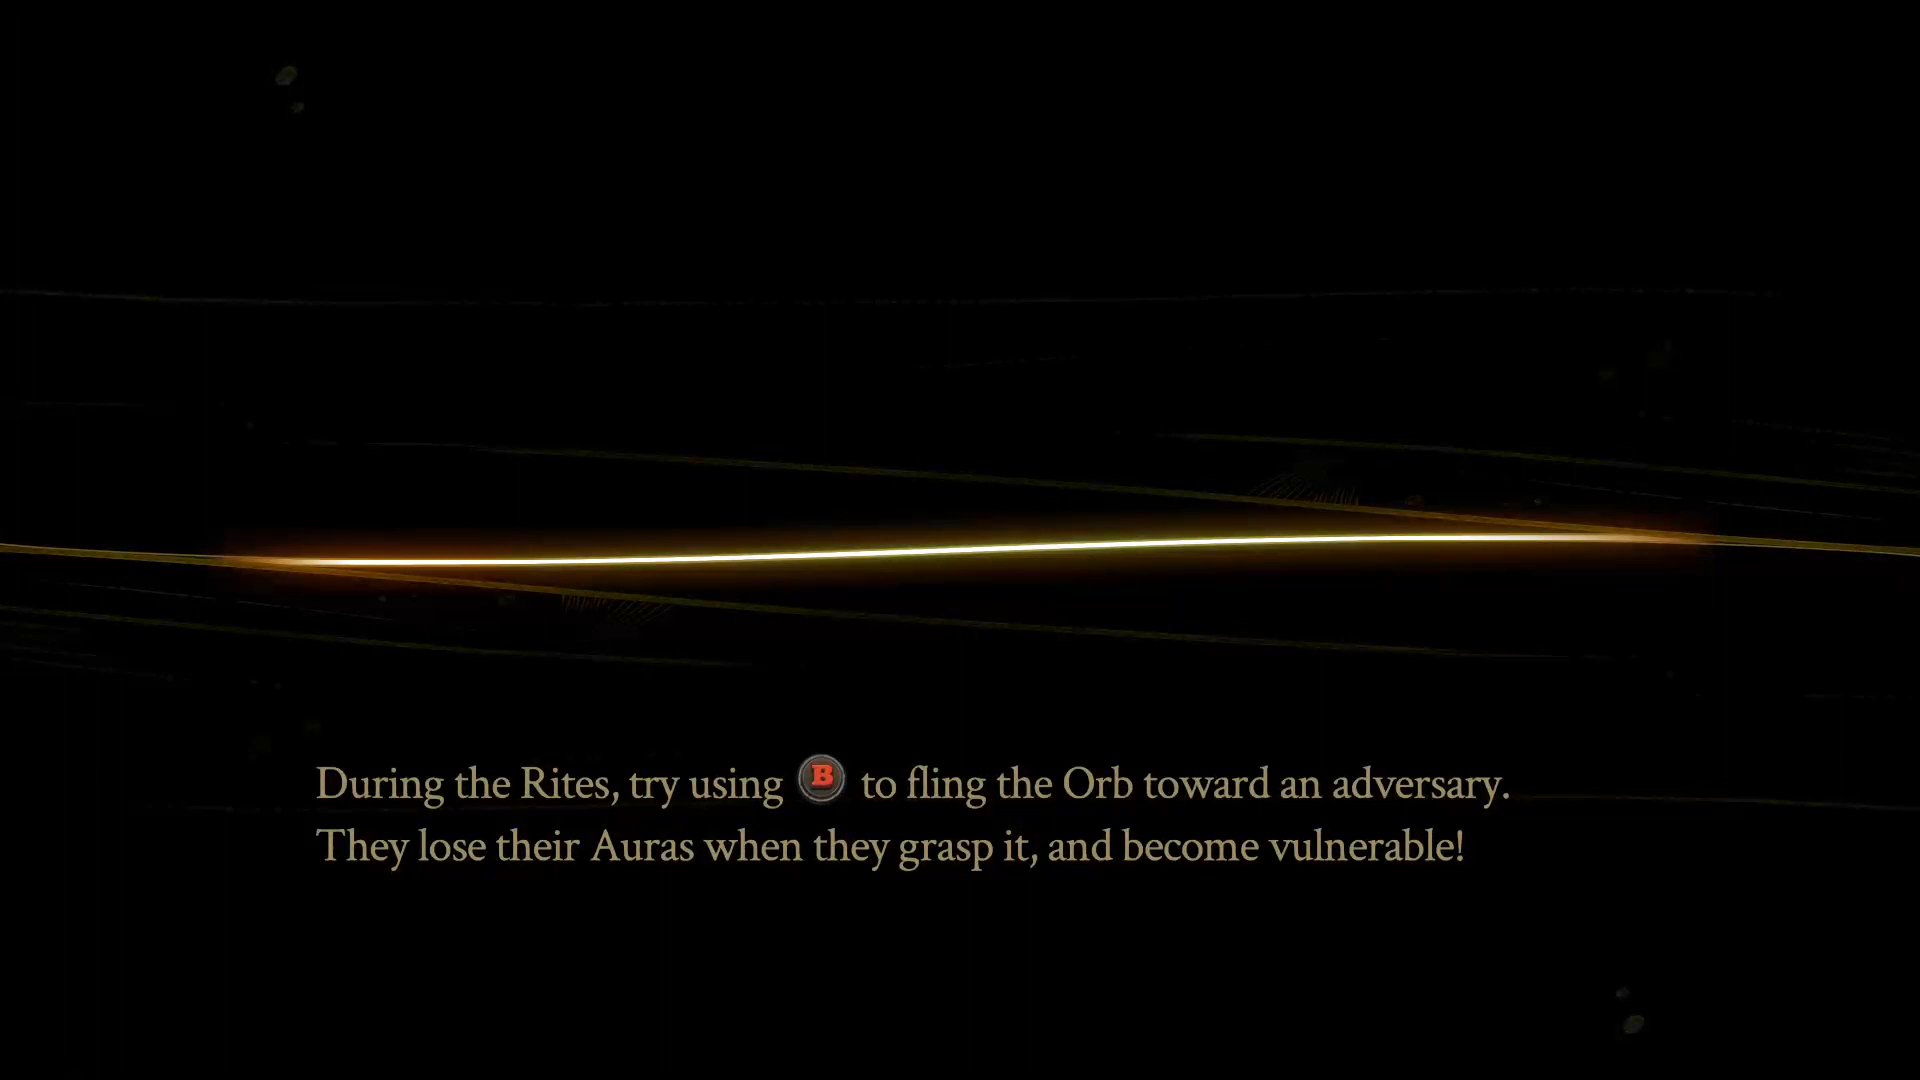 During the Rites, try using B to fling the Orb toward an adversary.
They lose their Auras when they grasp it, and become vulnerable!